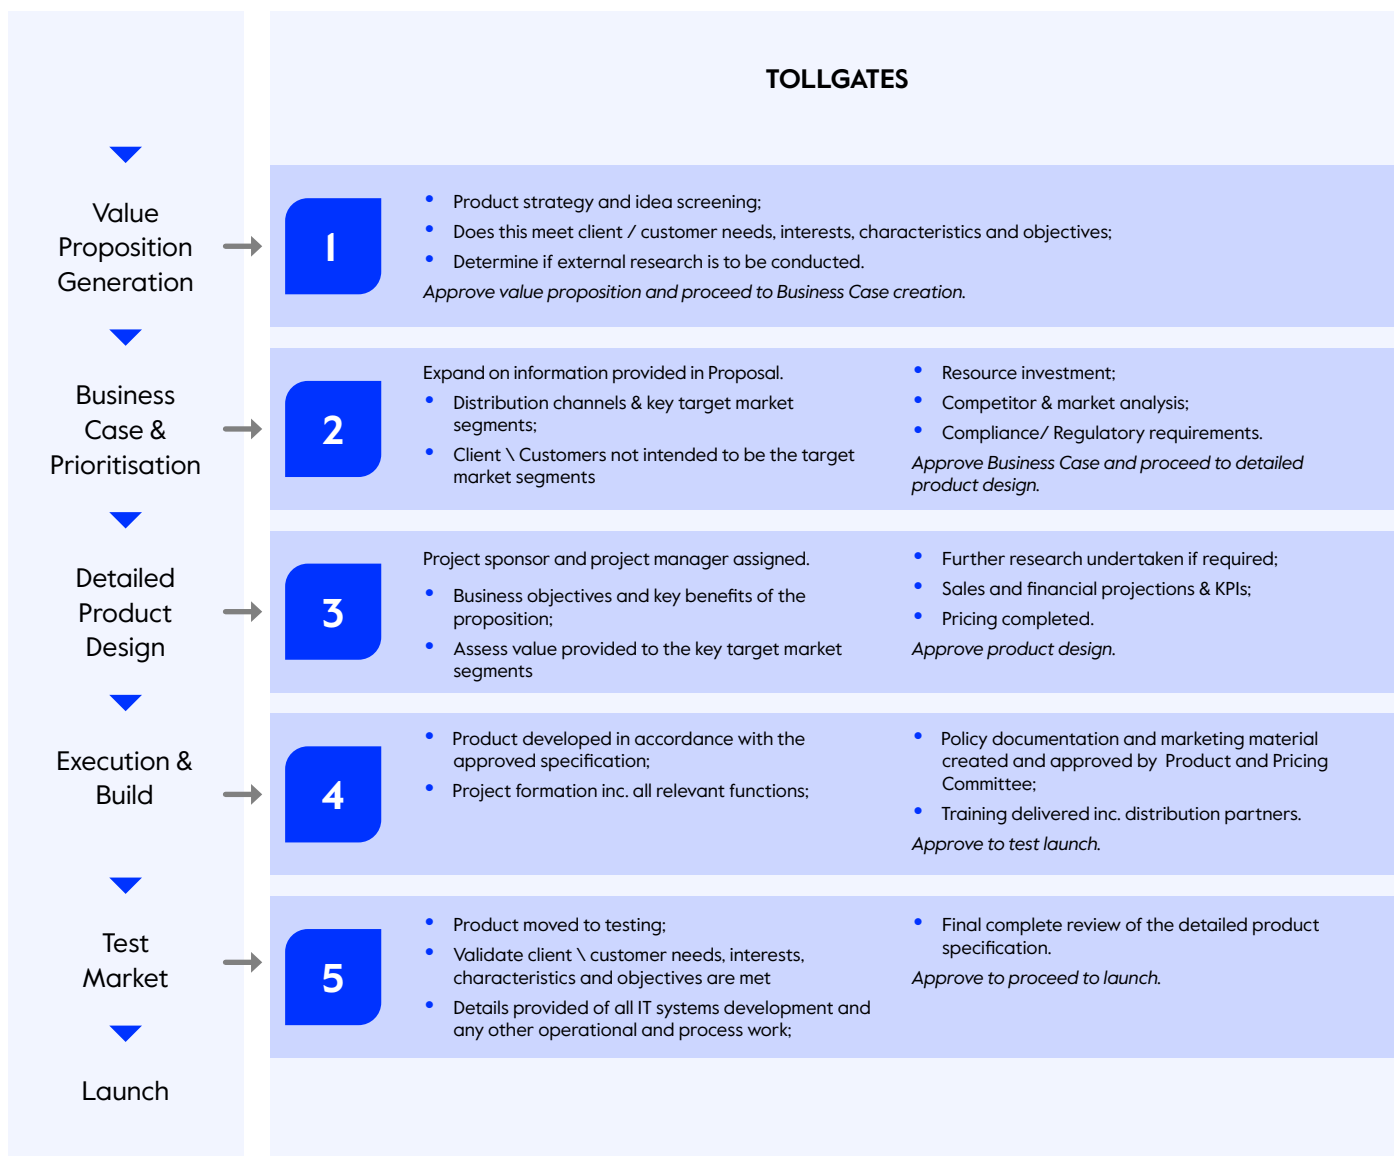 TOLLGATES
Value
Proposition
Generation
1
• Product strategy and idea screening;
• Does this meet client / customer needs, interests, characteristics and objectives;
• Determine if external research is to be conducted.
Approve value proposition and proceed to Business Case creation.
Business
Case &
Prioritisation
2
Expand on information provided in Proposal.
• Distribution channels & key target market
segments;
• Client \ Customers not intended to be the target
market segments
• Resource investment;
• Competitor & market analysis;
• Compliance/ Regulatory requirements.
Approve Business Case and proceed to detailed
product design.
Detailed
Product
Design
3
Project sponsor and project manager assigned.
• Business objectives and key benefits of the
proposition;
• Assess value provided to the key target market
segments
• Further research undertaken if required;
• Sales and financial projections & KPIs;
• Pricing completed.
Approve product design.
Execution &
Build
4
• Product developed in accordance with the
approved specification;
• Project formation inc. all relevant functions;
• Policy documentation and marketing material
created and approved by  Product and Pricing
Committee;
• Training delivered inc. distribution partners.
Approve to test launch.
Test
Market
5
• Product moved to testing;
• Validate client \ customer needs, interests,
characteristics and objectives are met
• Details provided of all IT systems development and
any other operational and process work;
• Final complete review of the detailed product
specification.
Approve to proceed to launch.
Launch